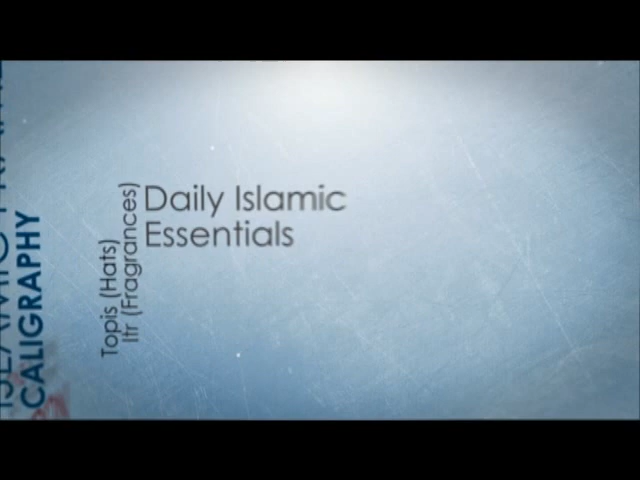 Daily Islamic
Essentials
Topis (Hats)
Itr (Fragrances)
CALIGRAPHY